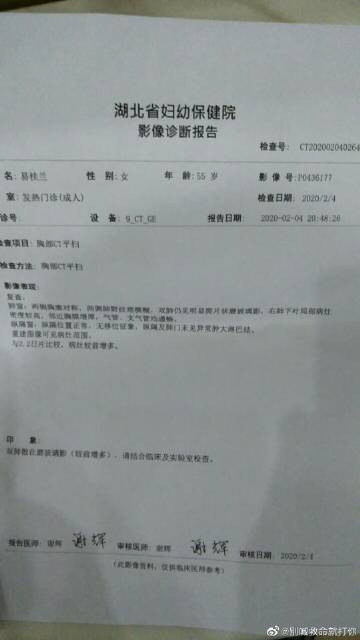 湖北省妇幼保健院
影像诊断报告
检查号: CT202002040264
名: 易桂兰 性 别: 女 年 龄: 55 岁 影 像 号: P0436177
室: 发热门诊(成人) 检查日期: 2020/2/4
诊号: 设 备: 9_CT_GE 报告日期: 2020-02-04 20:48:26
检查项目: 胸部CT平扫
检查方法: 胸部CT平扫
影像表现:
复查:
肺窗: 两侧胸廓对称, 两侧肺野纹理模糊, 双肺仍见明显斑片状磨玻璃影, 右肺下叶局部病灶
密度较高, 邻近胸膜增厚, 气管、支气管均通畅。
纵隔窗: 纵隔位置正常, 无移位征象, 纵隔及肺门未见异常肿大淋巴结。
重建图像可见病灶范围。
与2.2日片比较, 病灶较前增多。
印 象:
双肺散在磨玻璃影(较前增多), 请结合临床及实验室检查。
报告医师: 谢辉 谢辉 审核医师: 谢辉 谢辉 审核日期: 2020/2/4
(此影像资料, 仅供临床医师参考)
@别喊救命就打你